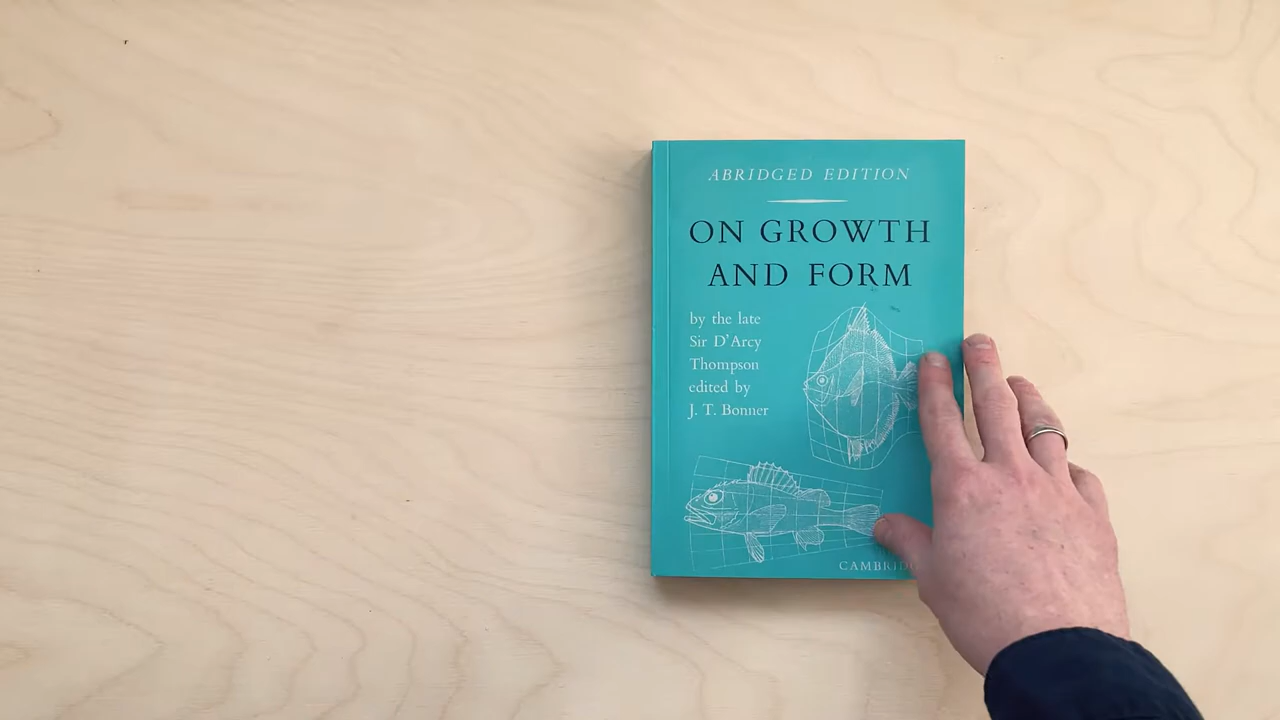 ABRIDGED EDITION
ON GROWTH
AND FORM
by the late
Sir D'Arcy
Thompson
edited by
J. T. Bonner